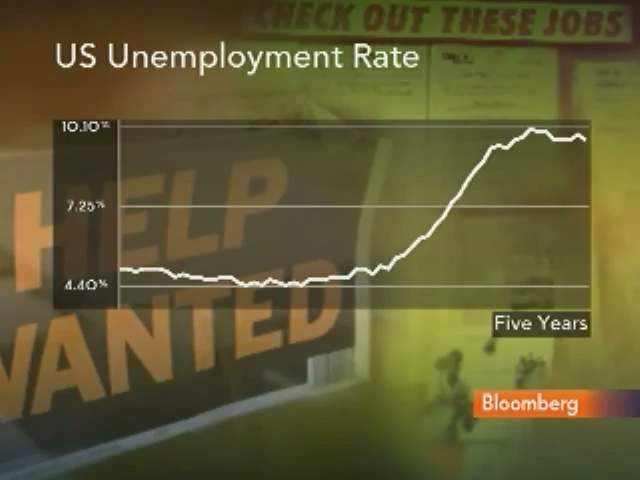 CHECK OUT THESE JOBS
US Unemployment Rate
10.10%
7.25%
4.40%
HELP
WANTED
Five Years
Bloomberg